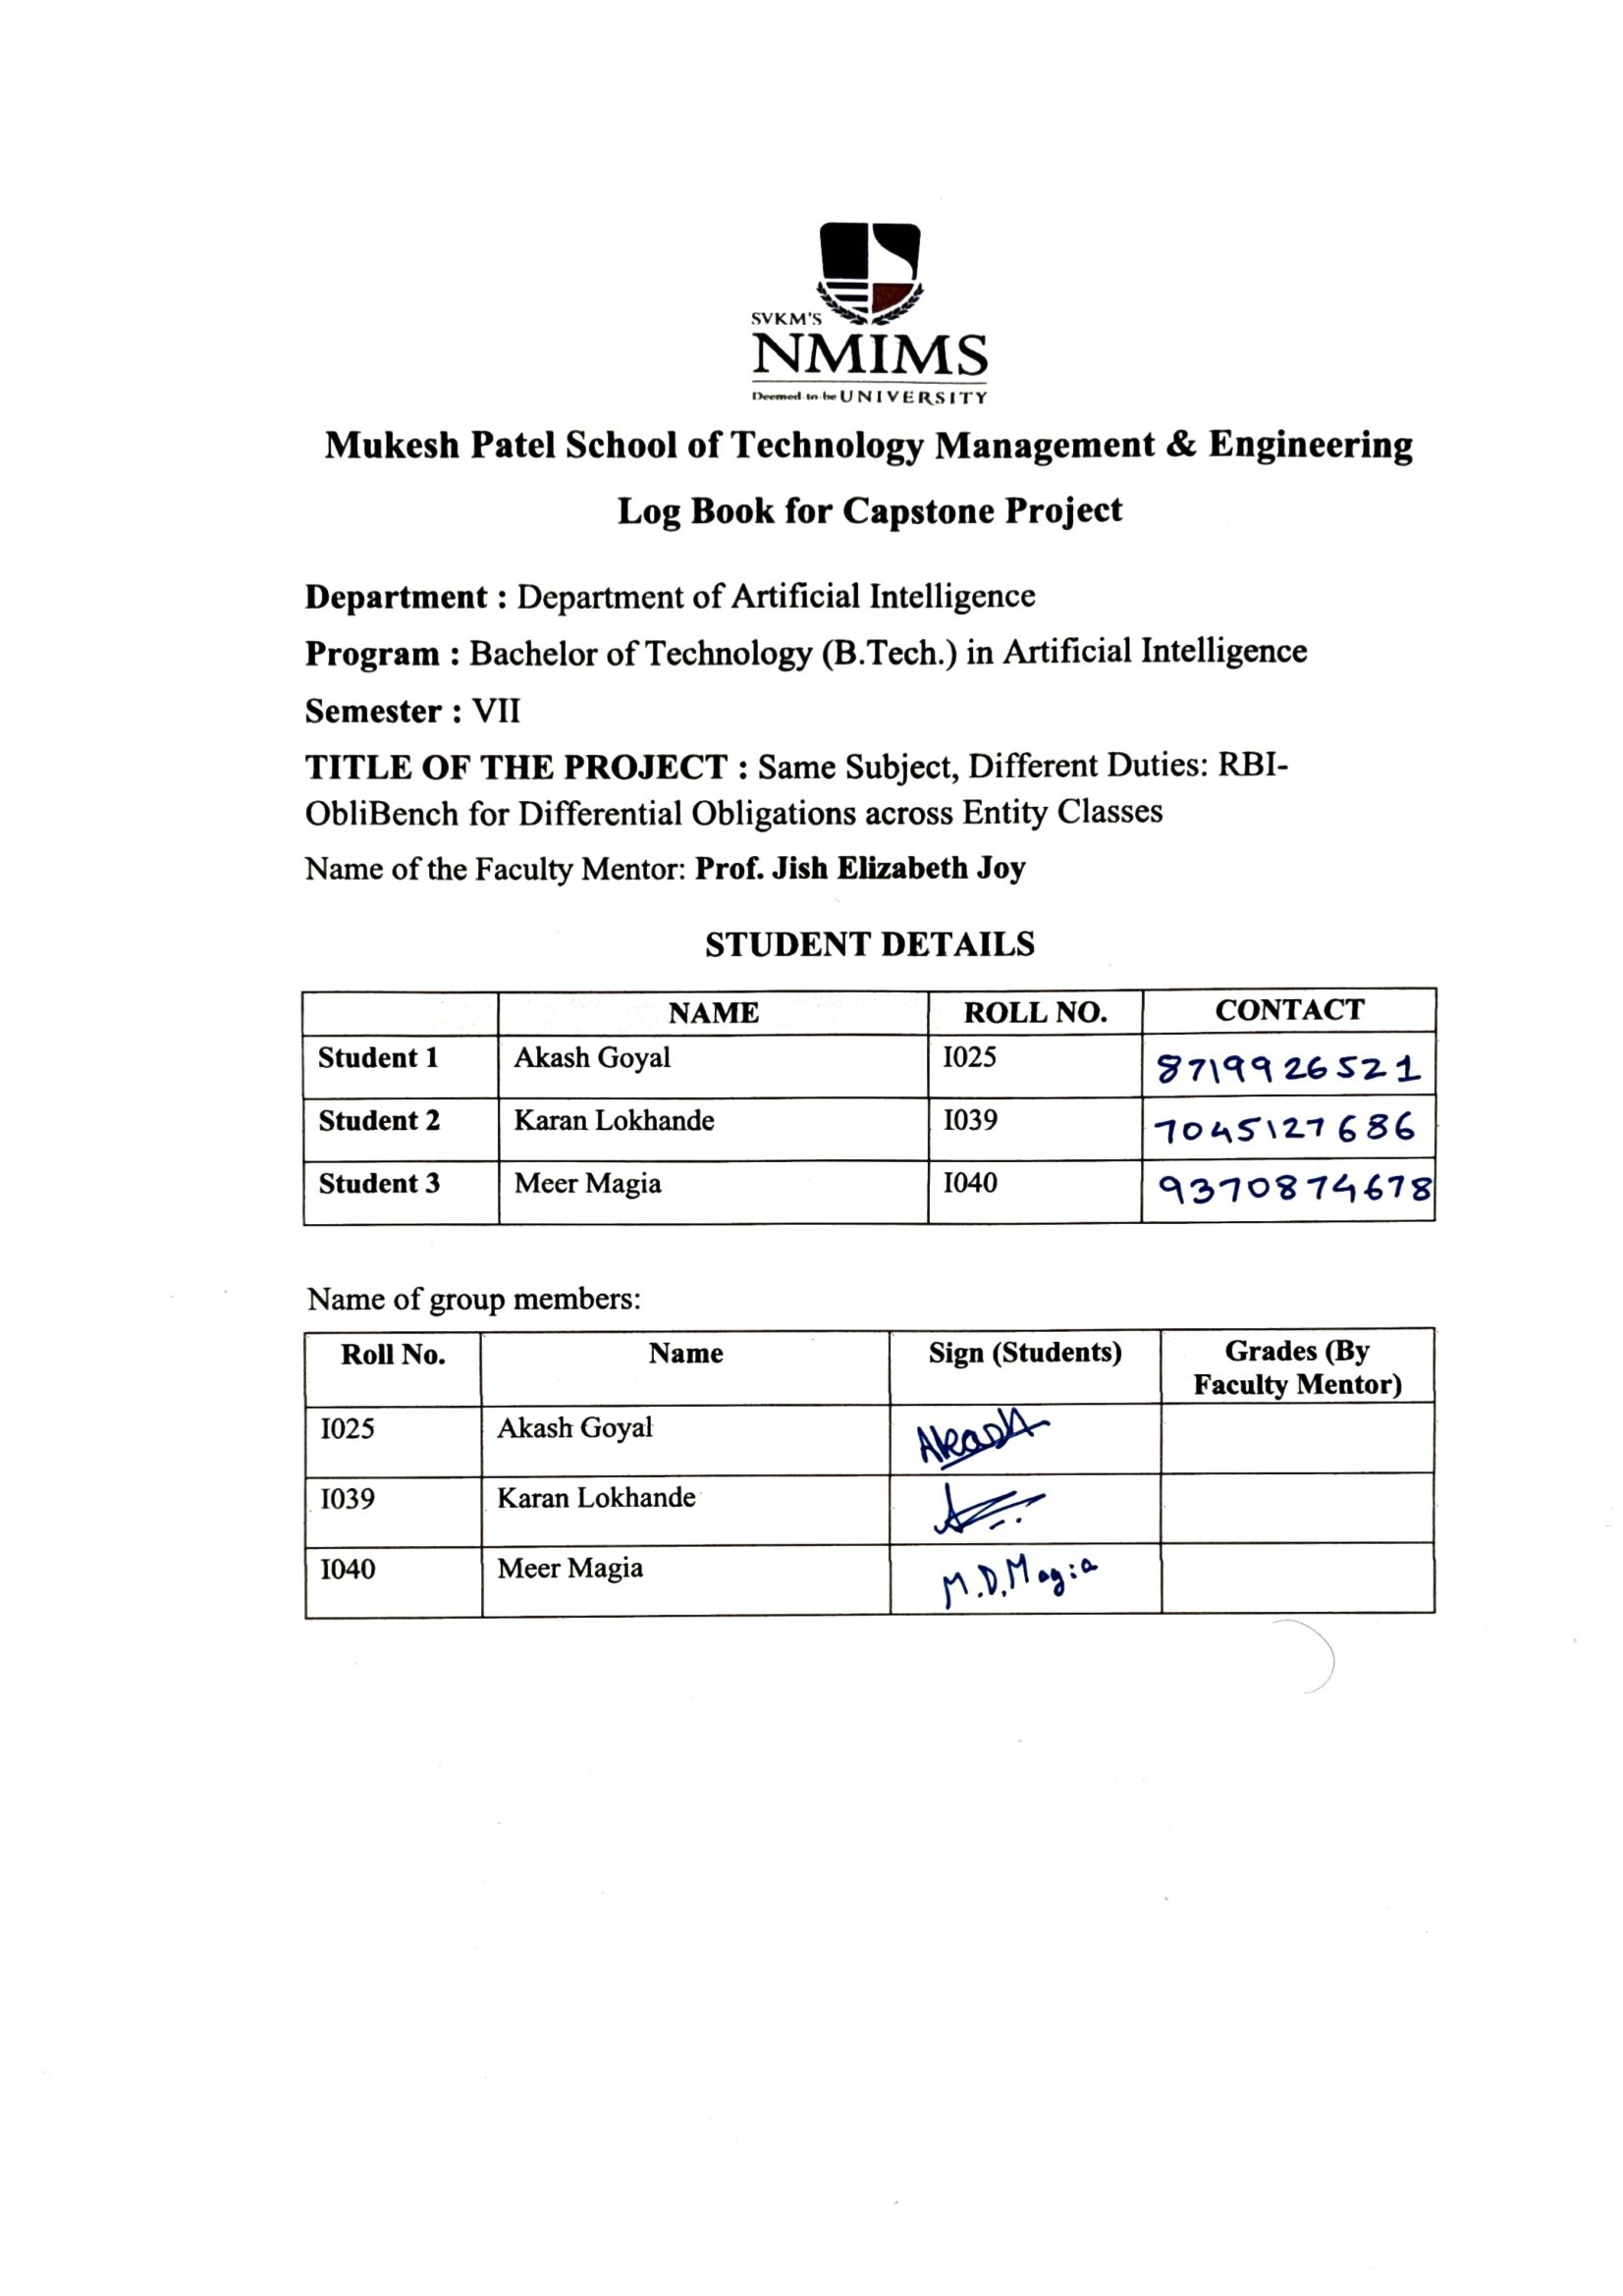 SVKM'S
NMIMS
Deemed-to-be UNIVERSITY
Mukesh Patel School of Technology Management & Engineering
Log Book for Capstone Project
Department : Department of Artificial Intelligence
Program : Bachelor of Technology (B.Tech.) in Artificial Intelligence
Semester : VII
TITLE OF THE PROJECT : Same Subject, Different Duties: RBI-
ObliBench for Differential Obligations across Entity Classes
Name of the Faculty Mentor: Prof. Jish Elizabeth Joy
STUDENT DETAILS
NAME ROLL NO. CONTACT
Student 1 Akash Goyal I025 8719926521
Student 2 Karan Lokhande I039 7045127686
Student 3 Meer Magia I040 9370874678
Name of group members:
Roll No. Name Sign (Students) Grades (By
Faculty Mentor)
I025 Akash Goyal Akash
I039 Karan Lokhande
I040 Meer Magia M.D.Magia